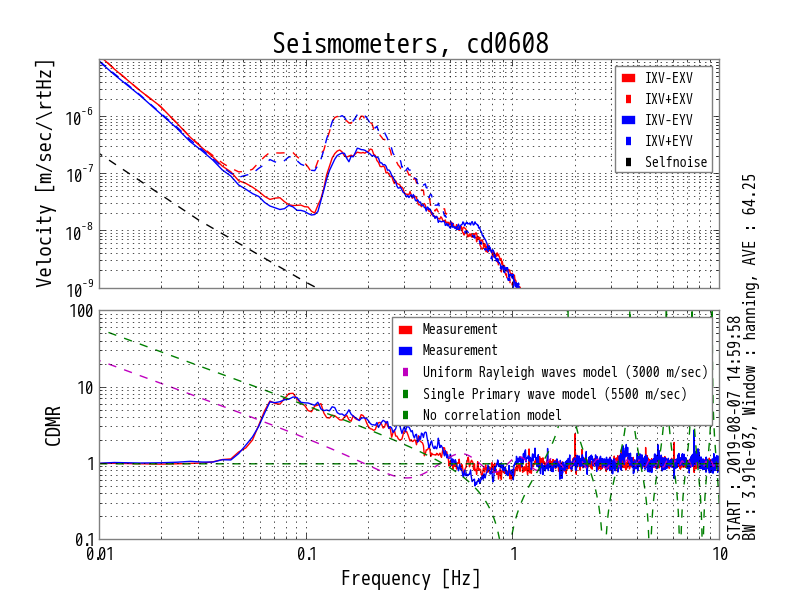 Seismometers, cd0608
Velocity [m/sec/\rtHz]
10^-6
10^-7
10^-8
10^-9
IXV-EXV
IXV+EXV
IXV-EYV
IXV+EYV
Selfnoise
CDMR
100
10
1
0.1
Measurement
Measurement
Uniform Rayleigh waves model (3000 m/sec)
Single Primary wave model (5500 m/sec)
No correlation model
0.01
0.1
1
10
Frequency [Hz]
START : 2019-08-07 14:59:58
BW : 3.91e-03, Window : hanning, AVE : 64.25